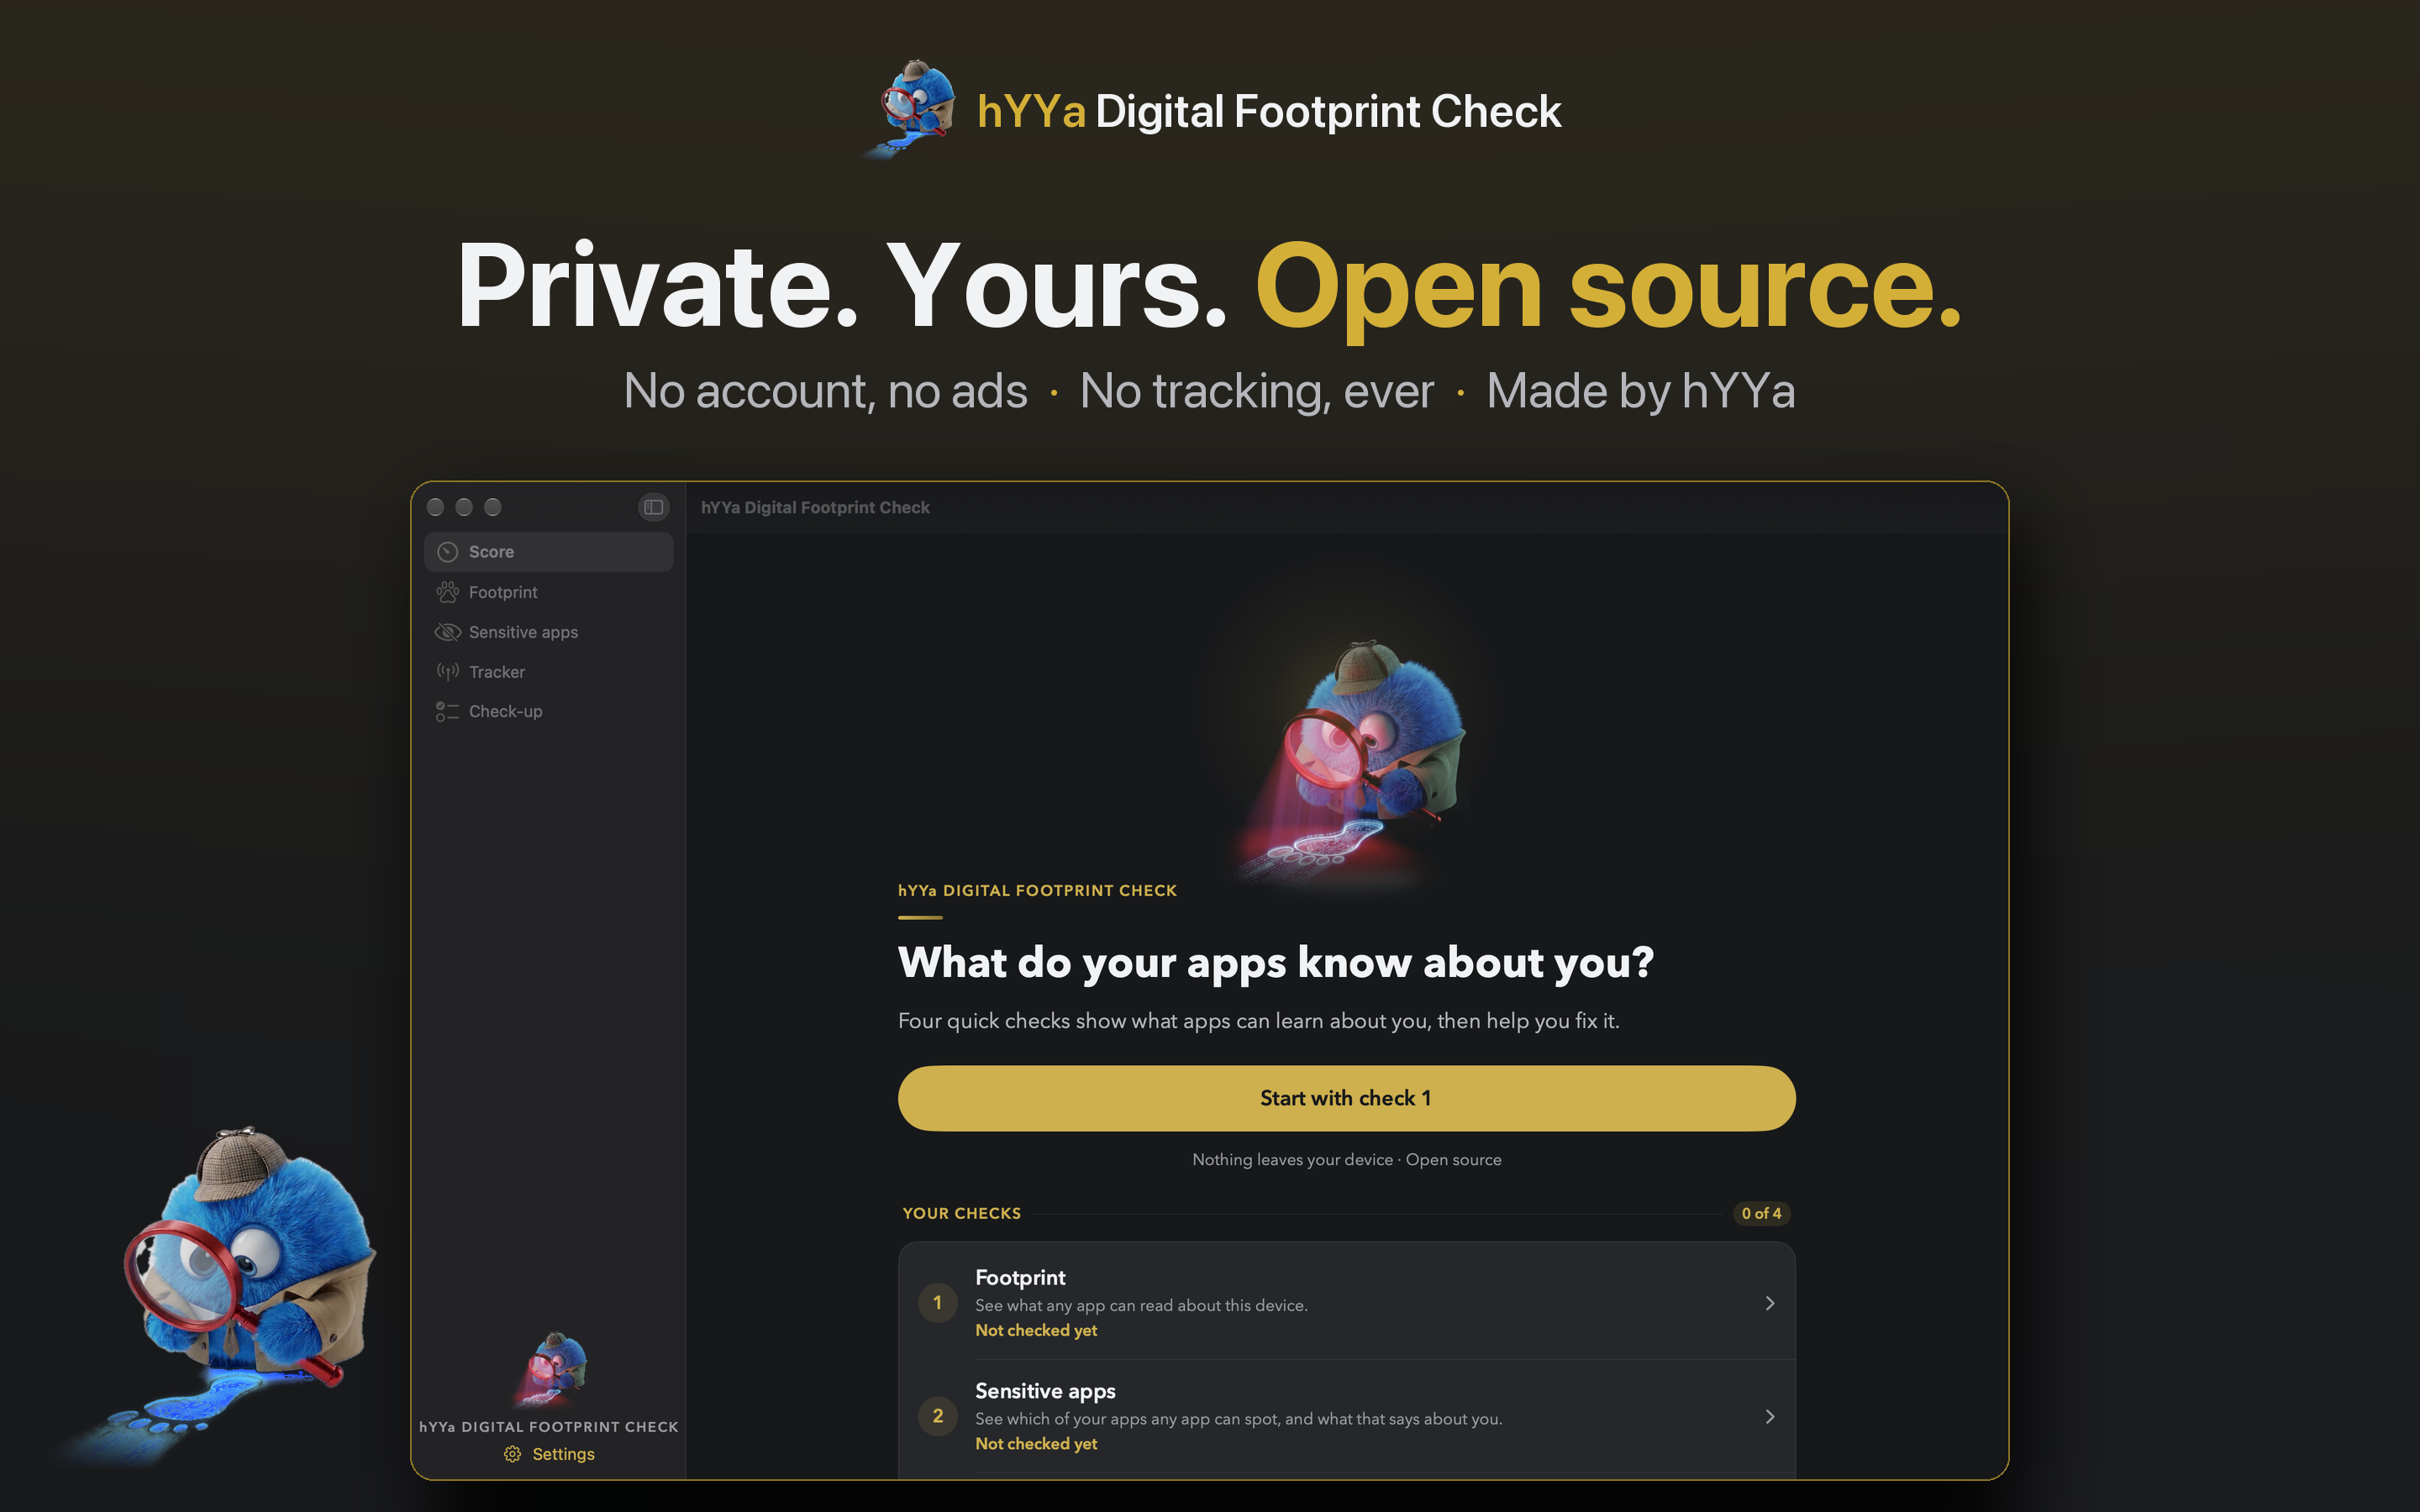 hYYa Digital Footprint Check
Private. Yours. Open source.
No account, no ads · No tracking, ever · Made by hYYa
hYYa Digital Footprint Check
Score
Footprint
Sensitive apps
Tracker
Check-up
hYYa DIGITAL FOOTPRINT CHECK
Settings
hYYa DIGITAL FOOTPRINT CHECK
What do your apps know about you?
Four quick checks show what apps can learn about you, then help you fix it.
Start with check 1
Nothing leaves your device · Open source
YOUR CHECKS
0 of 4
1
Footprint
See what any app can read about this device.
Not checked yet
2
Sensitive apps
See which of your apps any app can spot, and what that says about you.
Not checked yet